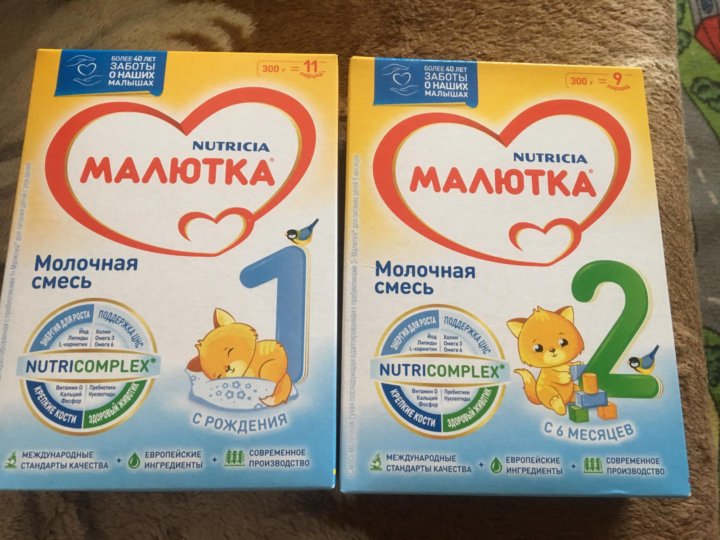 БОЛЕЕ 40 ЛЕТ
ЗАБОТЫ
О НАШИХ
МАЛЫШАХ
300 г = 11
порций
NUTRICIA
МАЛЮТКА®
Молочная
смесь
1
ЭНЕРГИЯ ДЛЯ РОСТА
ПОДДЕРЖКА ЦНС
Йод
Липиды
L-карнитин
Холин
Омега 3
Омега 6
NUTRICOMPLEX*
Витамин D
Кальций
Фосфор
Пребиотики
Нуклеотиды
КРЕПКИЕ КОСТИ
ЗДОРОВЫЙ ЖИВОТИК
С РОЖДЕНИЯ
МЕЖДУНАРОДНЫЕ
СТАНДАРТЫ КАЧЕСТВА
+ ЕВРОПЕЙСКИЕ
ИНГРЕДИЕНТЫ
+ СОВРЕМЕННОЕ
ПРОИЗВОДСТВО
БОЛЕЕ 40 ЛЕТ
ЗАБОТЫ
О НАШИХ
МАЛЫШАХ
300 г = 9
порций
NUTRICIA
МАЛЮТКА®
Молочная
смесь
2
ЭНЕРГИЯ ДЛЯ РОСТА
ПОДДЕРЖКА ЦНС
Йод
Липиды
L-карнитин
Холин
Омега 3
Омега 6
NUTRICOMPLEX*
Витамин D
Кальций
Фосфор
Пребиотики
Нуклеотиды
КРЕПКИЕ КОСТИ
ЗДОРОВЫЙ ЖИВОТИК
С 6 МЕСЯЦЕВ
МЕЖДУНАРОДНЫЕ
СТАНДАРТЫ КАЧЕСТВА
+ ЕВРОПЕЙСКИЕ
ИНГРЕДИЕНТЫ
+ СОВРЕМЕННОЕ
ПРОИЗВОДСТВО